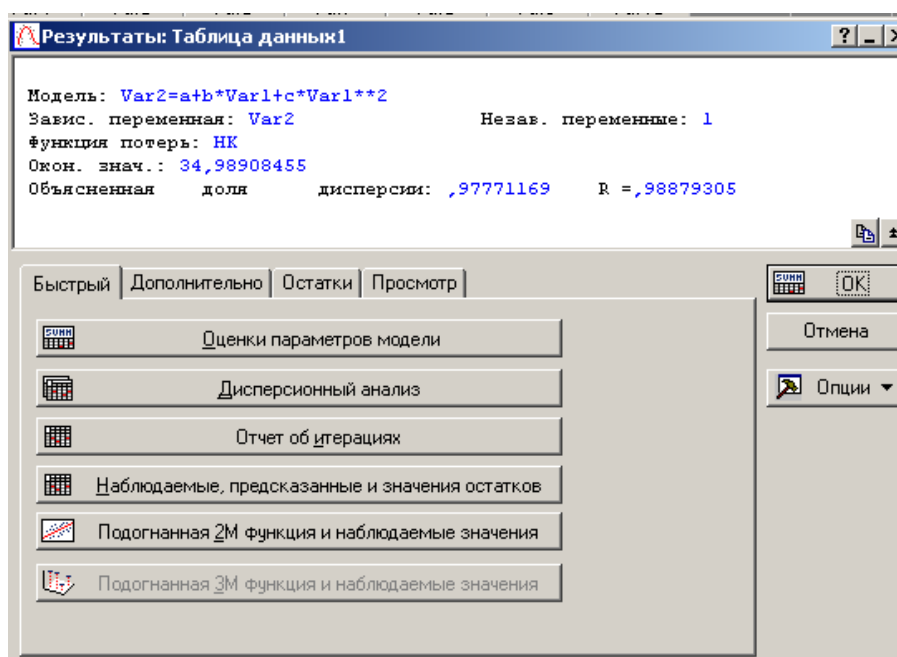 Результаты: Таблица данных1
Модель: Var2=a+b*Var1+c*Var1**2
Завис. переменная: Var2 Незав. переменные: 1
Функция потерь: НК
Окон. знач.: 34,98908455
Объясненная доля дисперсии: ,97771169 R =,98879305
Быстрый Дополнительно Остатки Просмотр
OK
Оценки параметров модели
Отмена
Дисперсионный анализ
Опции
Отчет об итерациях
Наблюдаемые, предсказанные и значения остатков
Подогнанная 2М функция и наблюдаемые значения
Подогнанная 3М функция и наблюдаемые значения